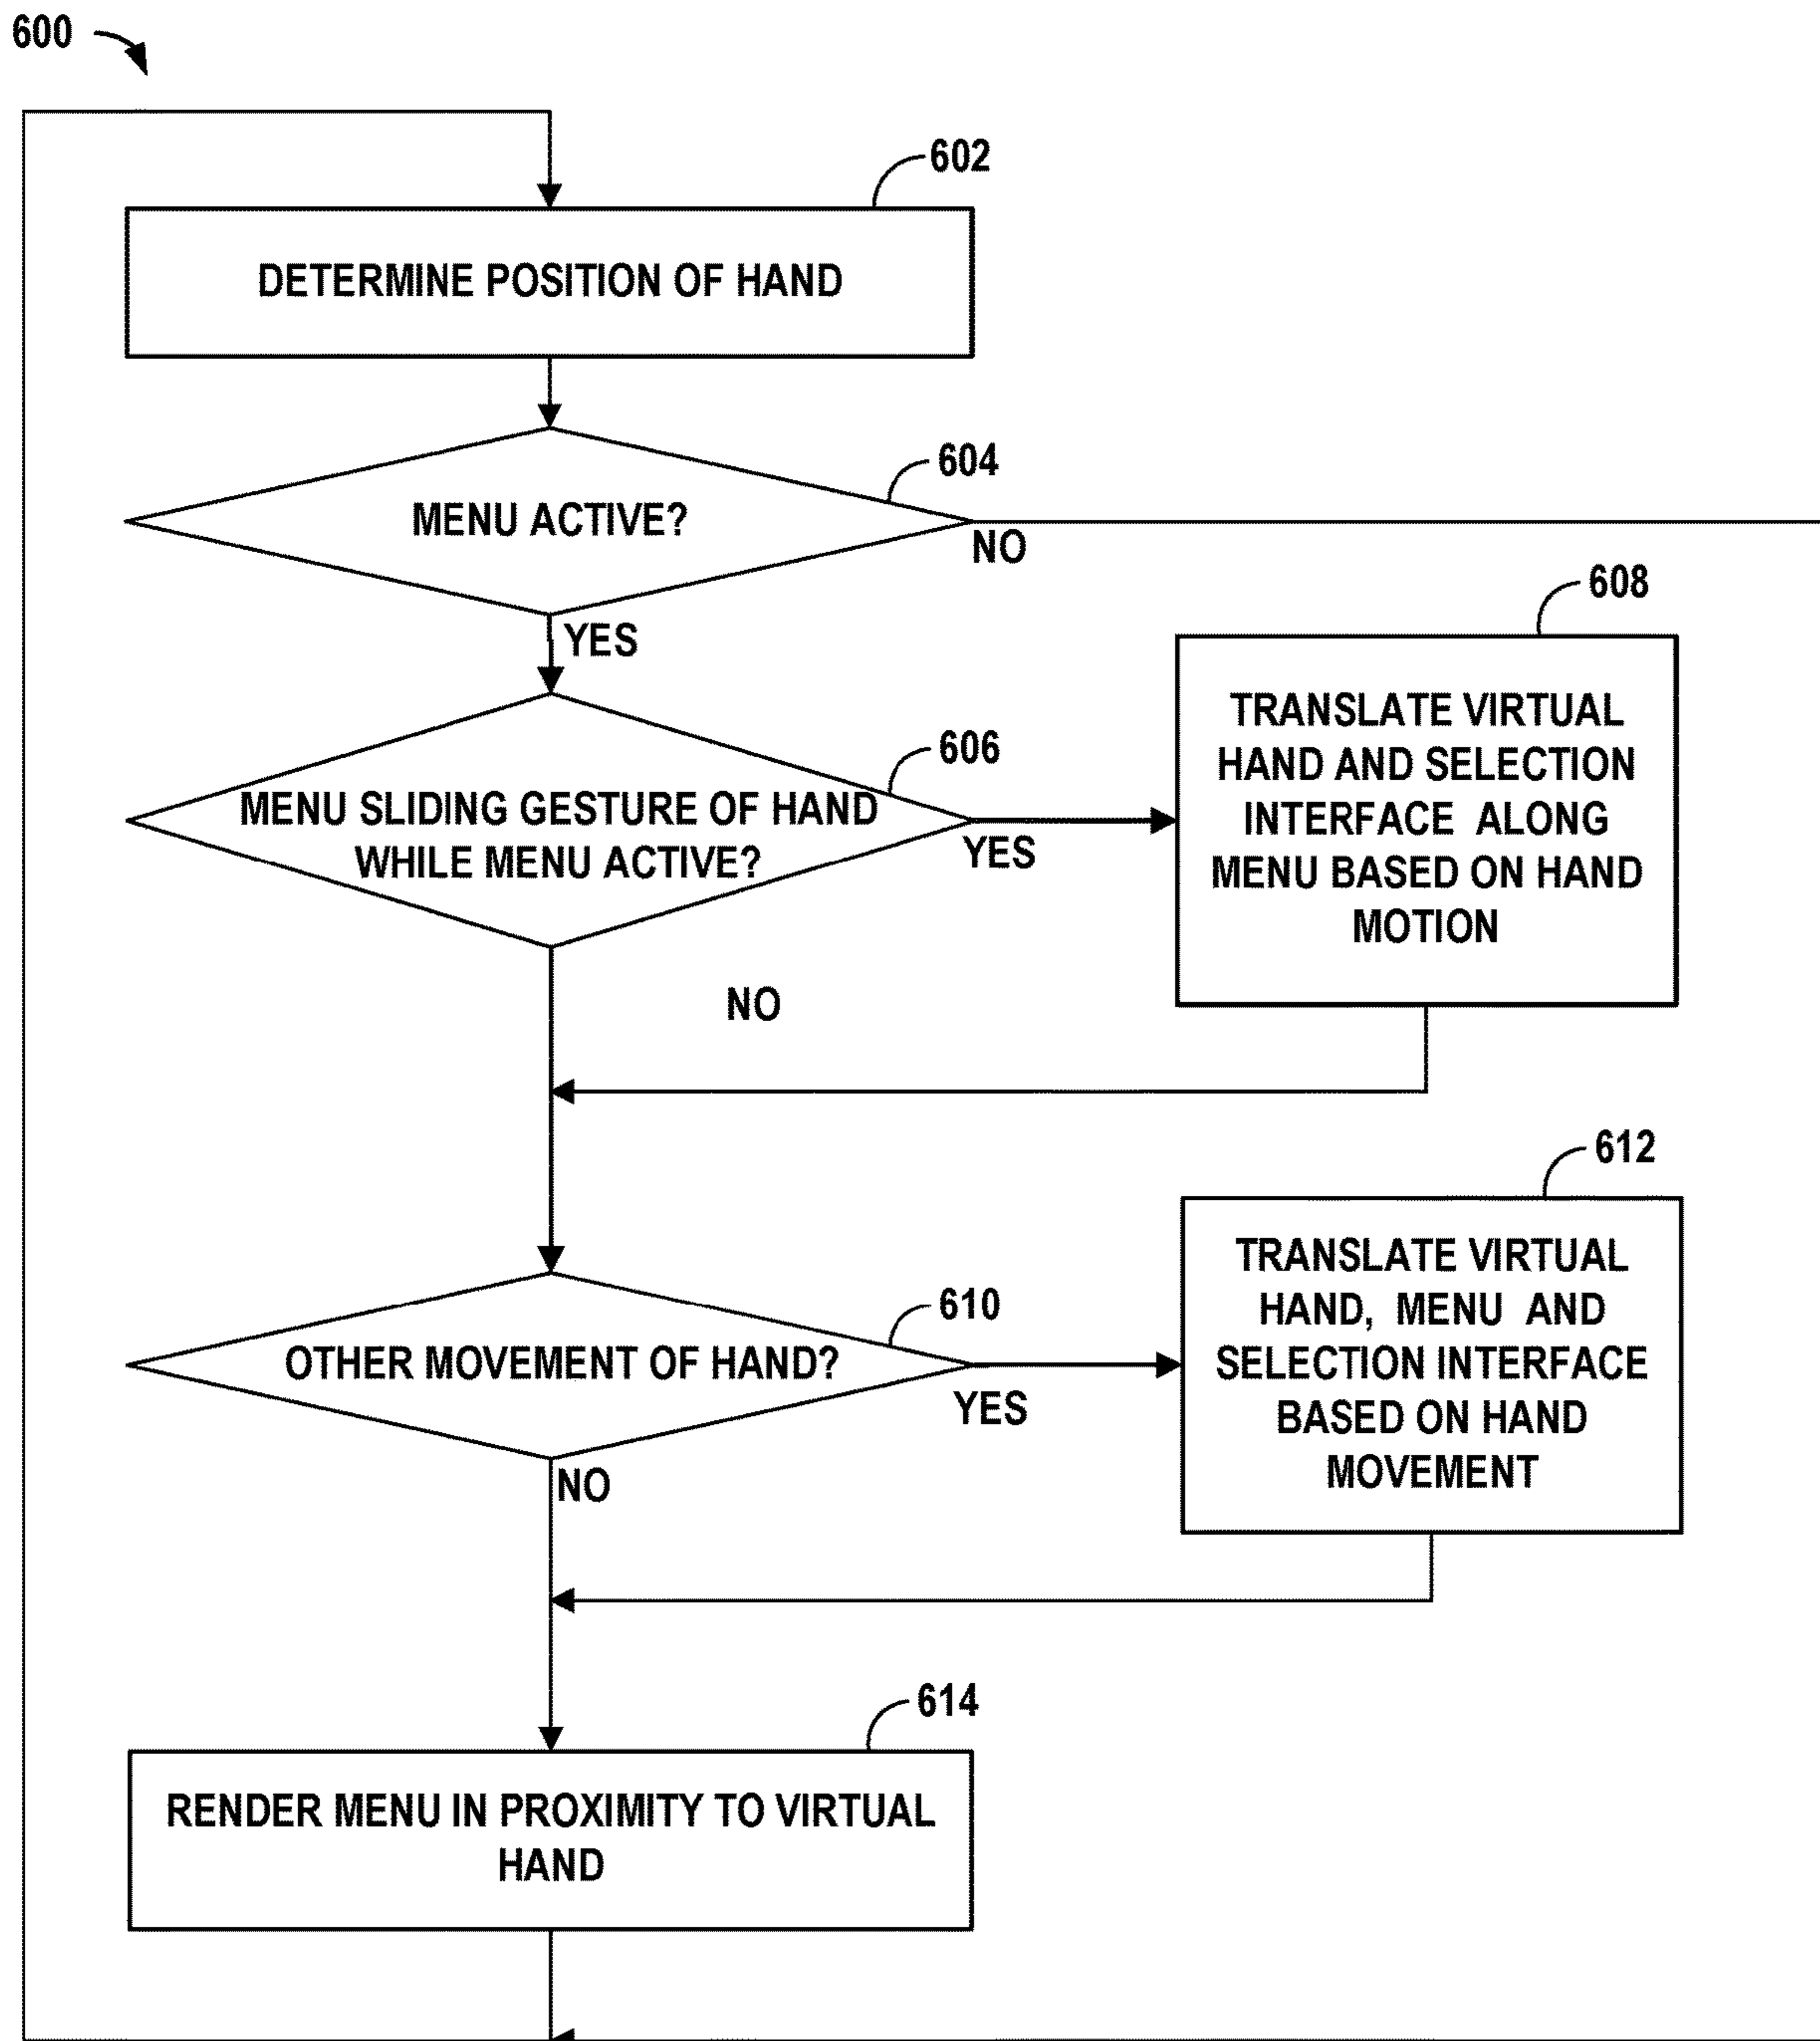 600
602
DETERMINE POSITION OF HAND
604
MENU ACTIVE?
NO
YES
608
TRANSLATE VIRTUAL
HAND AND SELECTION
INTERFACE ALONG
MENU BASED ON HAND
MOTION
606
MENU SLIDING GESTURE OF HAND
WHILE MENU ACTIVE?
YES
NO
612
TRANSLATE VIRTUAL
HAND, MENU AND
SELECTION INTERFACE
BASED ON HAND
MOVEMENT
610
OTHER MOVEMENT OF HAND?
YES
NO
614
RENDER MENU IN PROXIMITY TO VIRTUAL
HAND